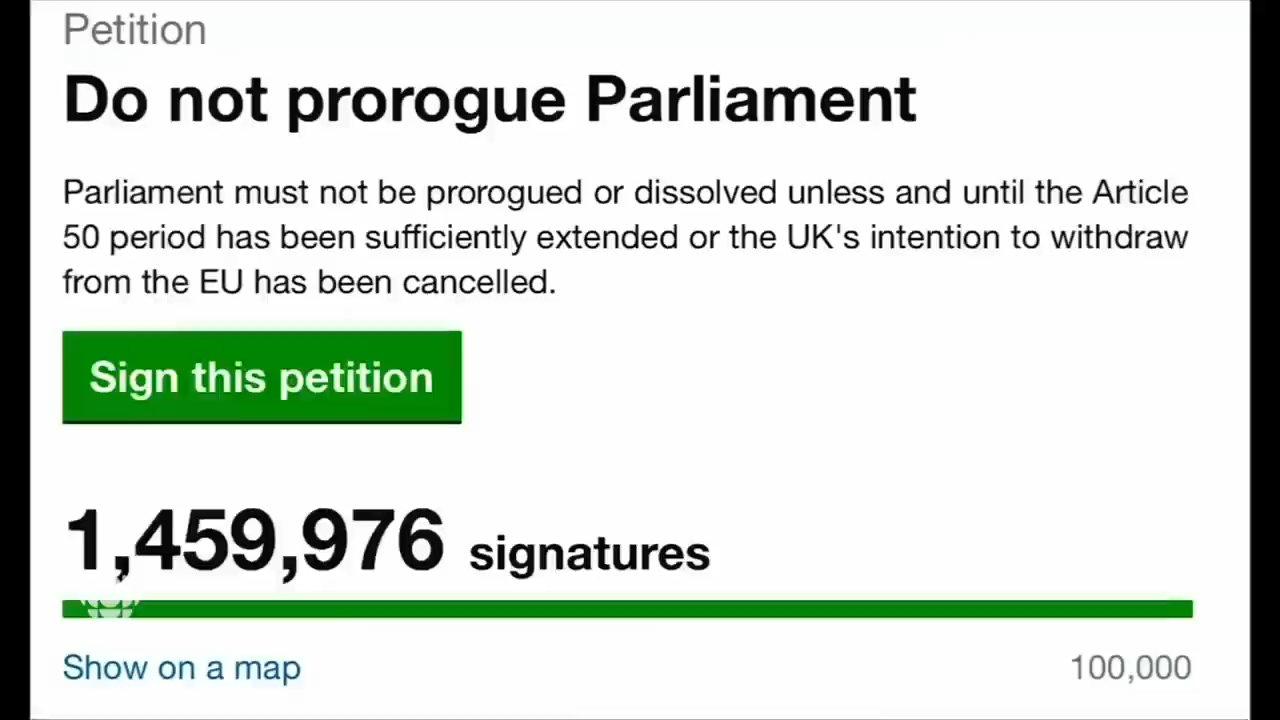 Petition
Do not prorogue Parliament
Parliament must not be prorogued or dissolved unless and until the Article
50 period has been sufficiently extended or the UK's intention to withdraw
from the EU has been cancelled.
Sign this petition
1,459,976 signatures
Show on a map 100,000